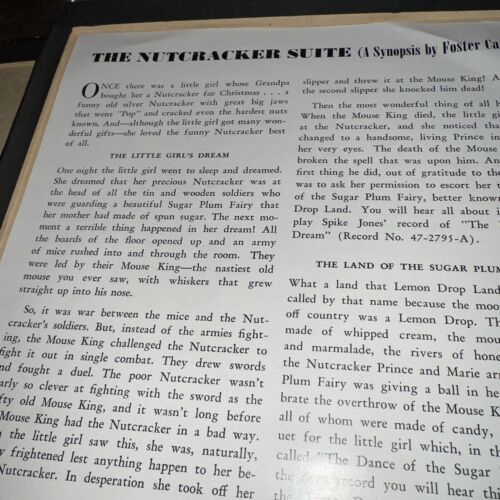 THE NUTCRACKER SUITE (A Synopsis by Foster Ca
ONCE there was a little girl whose Grandpa
bought her a Nutcracker for Christmas . . . a
funny old silver Nutcracker with great big jaws
that went "Pop" and cracked even the hardest nuts
known. And—although the little girl got many won-
derful gifts—she loved the funny Nutcracker best
of all.
THE LITTLE GIRL'S DREAM
One night the little girl went to sleep and dreamed.
She dreamed that her precious Nutcracker was at
the head of all the tin and wooden soldiers who
were guarding a beautiful Sugar Plum Fairy that
her mother had made of spun sugar. The next mo-
ment a terrible thing happened in her dream! All
the boards of the floor opened up and an army
of mice rushed into and through the room. They
were led by their Mouse King—the nastiest old
mouse you ever saw, with whiskers that grew
straight up into his nose.
So, it was war between the mice and the Nut-
cracker's soldiers. But, instead of the armies fight-
ing, the Mouse King challenged the Nutcracker to
fight it out in single combat. They drew swords
and fought a duel. The poor Nutcracker wasn't
arly so clever at fighting with the sword as the
fty old Mouse King, and it wasn't long before
Mouse King had the Nutcracker in a bad way.
the little girl saw this, she was, naturally,
y frightened lest anything happen to her be-
Nutcracker. In desperation she took off her
slipper and threw it at the Mouse King! A
the second slipper she knocked him dead!
Then the most wonderful thing of all h
When the Mouse King died, the little gi
at the Nutcracker, and she noticed tha
changed to a handsome, living Prince in
her very eyes. The death of the Mouse
broken the spell that was upon him. An
first thing he did, out of gratitude to the
was to ask her permission to escort her t
of the Sugar Plum Fairy, better known
Drop Land. You will hear all about i
play Spike Jones' record of "The
Dream" (Record No. 47-2795-A).
THE LAND OF THE SUGAR PLUM
What a land that Lemon Drop Land
called by that name because the moo
off country was a Lemon Drop. The
made of whipped cream, the mou
and marmalade, the rivers of hone
the Nutcracker Prince and Marie arr
Plum Fairy was giving a ball in he
brate the overthrow of the Mouse K
all of whom were made of candy,
uet for the little girl which, in th
called "The Dance of the Sugar
the record you will hear thi